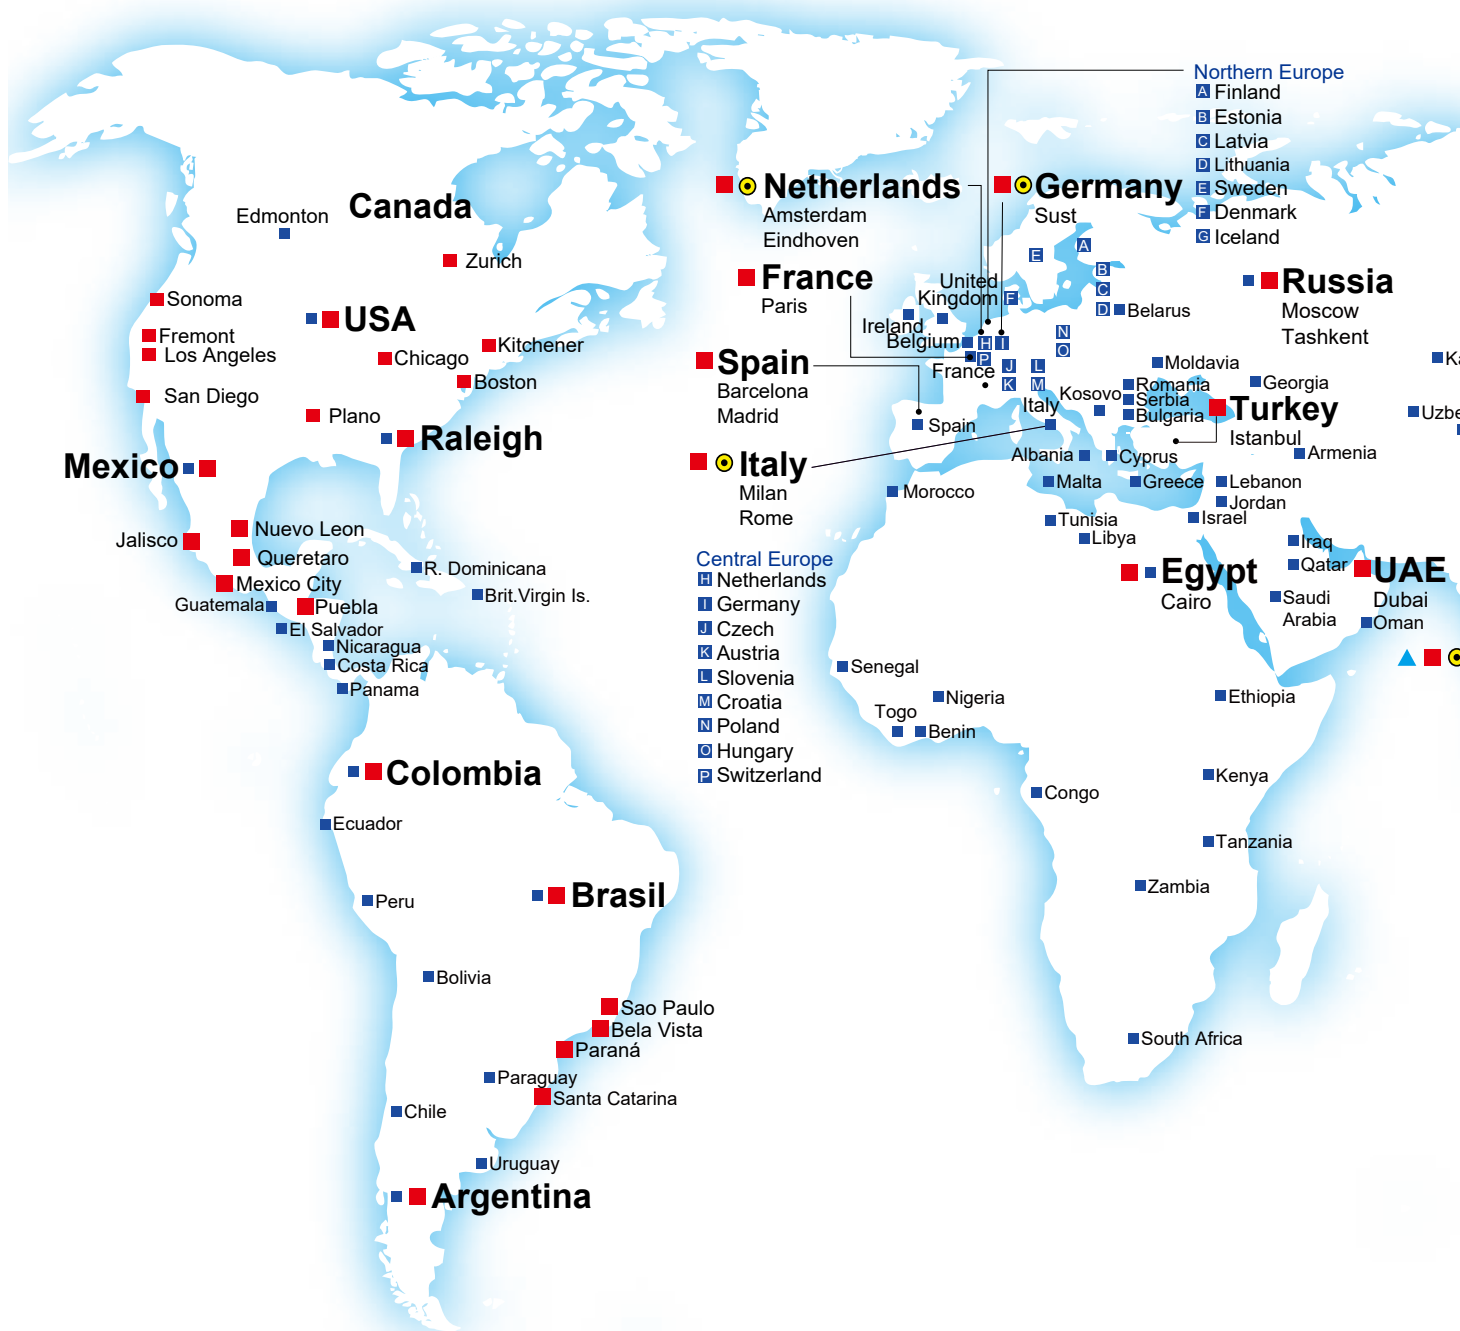 Northern Europe
A Finland
B Estonia
C Latvia
D Lithuania
E Sweden
F Denmark
G Iceland
Canada
Edmonton
Zurich
Sonoma
USA
Fremont
Los Angeles
Kitchener
Chicago
Boston
San Diego
Plano
Raleigh
Mexico
Nuevo Leon
Jalisco
Queretaro
Mexico City
Guatemala
Puebla
El Salvador
Nicaragua
Costa Rica
Panama
R. Dominicana
Brit.Virgin Is.
Colombia
Ecuador
Brasil
Peru
Bolivia
Sao Paulo
Bela Vista
Paraná
Paraguay
Santa Catarina
Chile
Uruguay
Argentina
Netherlands
Amsterdam
Eindhoven
Germany
Sust
France
Paris
Spain
Barcelona
Madrid
Italy
Milan
Rome
Central Europe
H Netherlands
I Germany
J Czech
K Austria
L Slovenia
M Croatia
N Poland
O Hungary
P Switzerland
E
A
B
C
D
F
United
Kingdom
Ireland
Belgium
H
I
P
France
J
K
L
M
N
O
Belarus
Russia
Moscow
Tashkent
Moldavia
Romania
Serbia
Bulgaria
Kosovo
Georgia
Turkey
Istanbul
Armenia
Italy
Spain
Albania
Cyprus
Malta
Greece
Lebanon
Jordan
Israel
Morocco
Tunisia
Libya
Iraq
Qatar
Egypt
Cairo
UAE
Dubai
Saudi
Arabia
Oman
Senegal
Nigeria
Togo
Benin
Ethiopia
Congo
Kenya
Tanzania
Zambia
South Africa
Ka
Uzbe